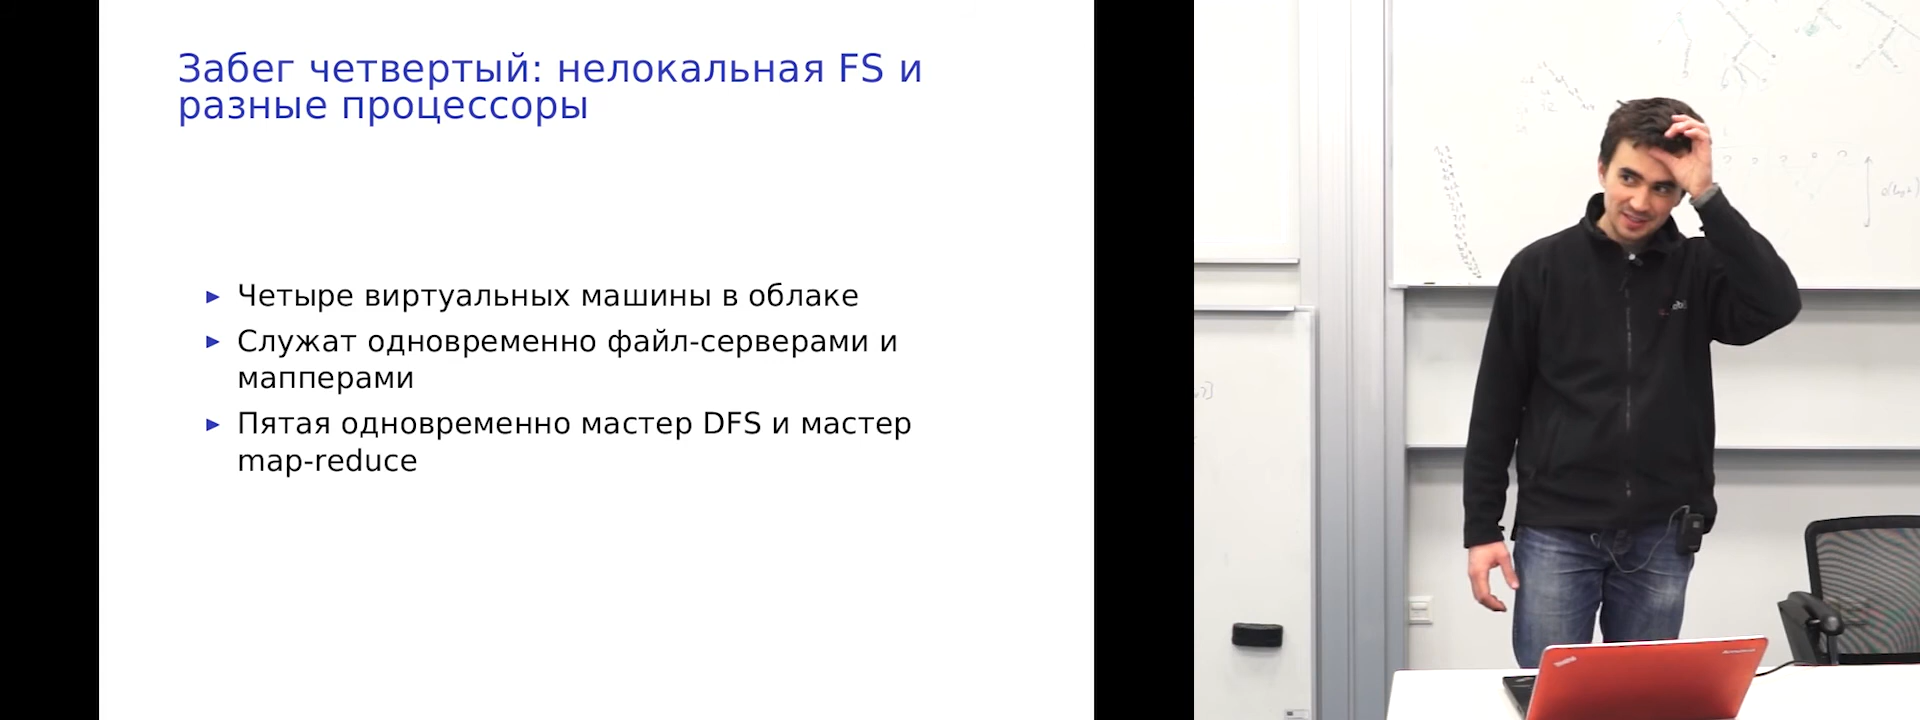 Забег четвертый: нелокальная FS и
разные процессоры
▸ Четыре виртуальных машины в облаке
▸ Служат одновременно файл-серверами и
мапперами
▸ Пятая одновременно мастер DFS и мастер
map-reduce